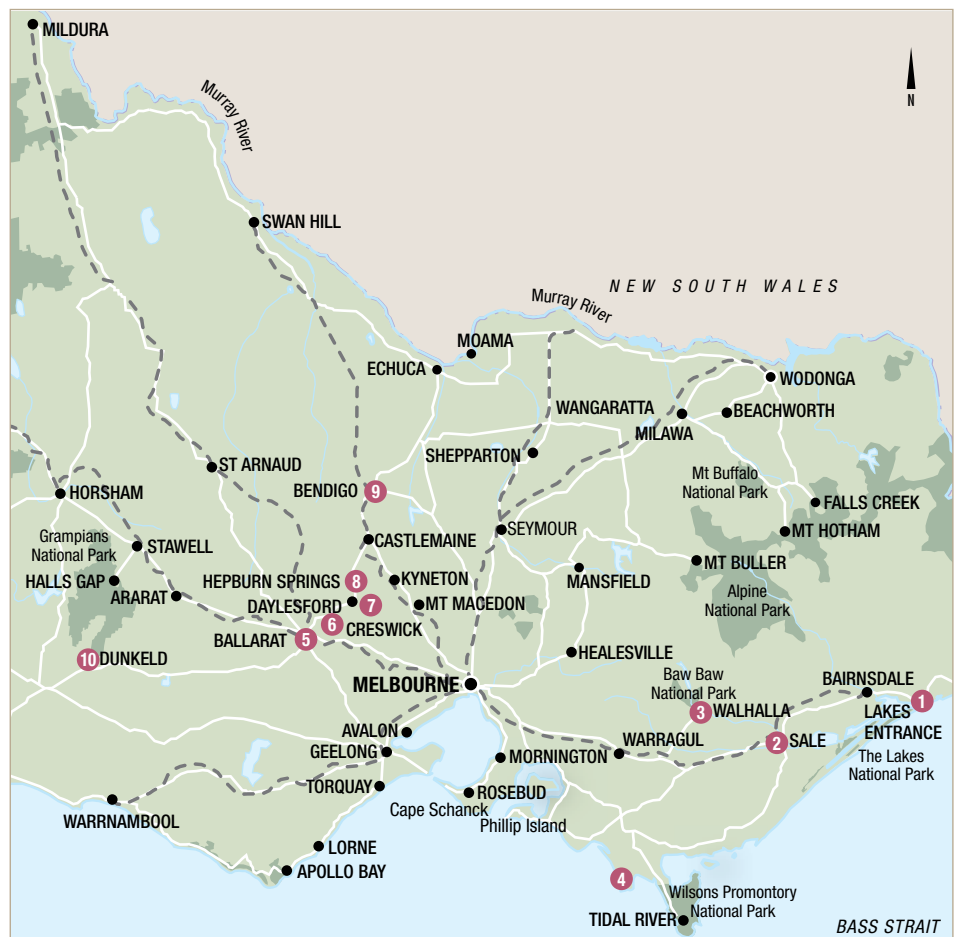 MILDURA
Murray River
N
SWAN HILL
NEW SOUTH WALES
Murray River
MOAMA
ECHUCA
WODONGA
WANGARATTA
BEACHWORTH
MILAWA
SHEPPARTON
ST ARNAUD
Mt Buffalo
National Park
BENDIGO 9
HORSHAM
FALLS CREEK
SEYMOUR
MT HOTHAM
Grampians
National Park
STAWELL
CASTLEMAINE
MT BULLER
HALLS GAP
HEPBURN SPRINGS 8
KYNETON
MANSFIELD
ARARAT
DAYLESFORD 7
MT MACEDON
Alpine
National Park
6 CRESWICK
BALLARAT 5
10 DUNKELD
HEALESVILLE
MELBOURNE
Baw Baw
National Park
BAIRNSDALE
3 WALHALLA
1
LAKES
ENTRANCE
AVALON
WARRAGUL
2 SALE
GEELONG
MORNINGTON
The Lakes
National Park
TORQUAY
ROSEBUD
Cape Schanck
Phillip Island
WARRNAMBOOL
LORNE
APOLLO BAY
4
Wilsons Promontory
National Park
TIDAL RIVER
BASS STRAIT